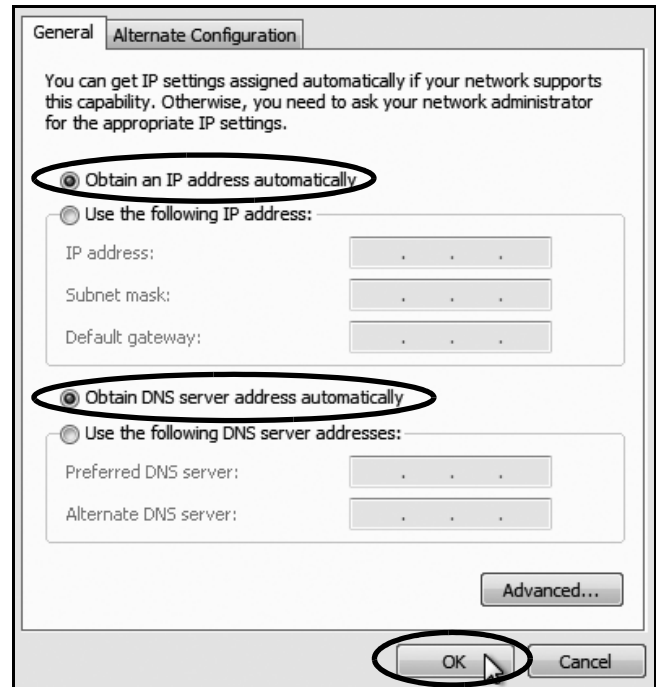 General
Alternate Configuration
You can get IP settings assigned automatically if your network supports
this capability. Otherwise, you need to ask your network administrator
for the appropriate IP settings.
Obtain an IP address automatically
Use the following IP address:
IP address:
Subnet mask:
Default gateway:
Obtain DNS server address automatically
Use the following DNS server addresses:
Preferred DNS server:
Alternate DNS server:
Advanced...
OK
Cancel